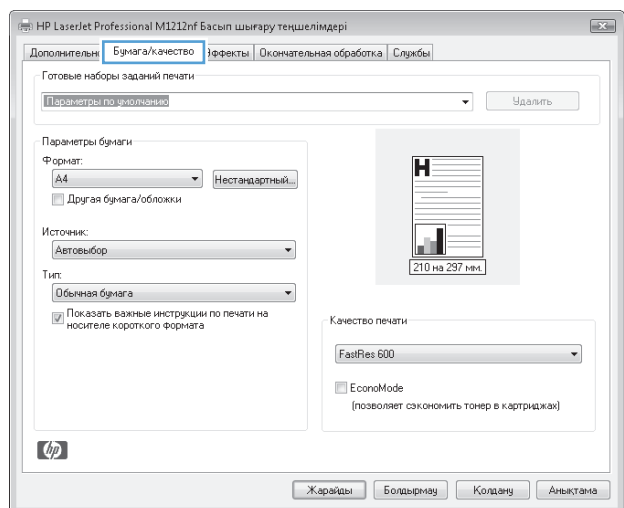 HP LaserJet Professional M1212nf Басып шығару теңшелімдері
Дополнительн Бумага/качество Эффекты Окончательная обработка Службы
Готовые наборы заданий печати
Параметры по умолчанию Удалить
Параметры бумаги
Формат:
A4 Нестандартный...
Другая бумага/обложки
Источник:
Автовыбор
Тип:
Обычная бумага
Показать важные инструкции по печати на
носителе короткого формата
H
210 на 297 мм.
Качество печати
FastRes 600
EconoMode
(позволяет сэкономить тонер в картриджах)
hp
Жарайды Болдырмау Қолдану Анықтама